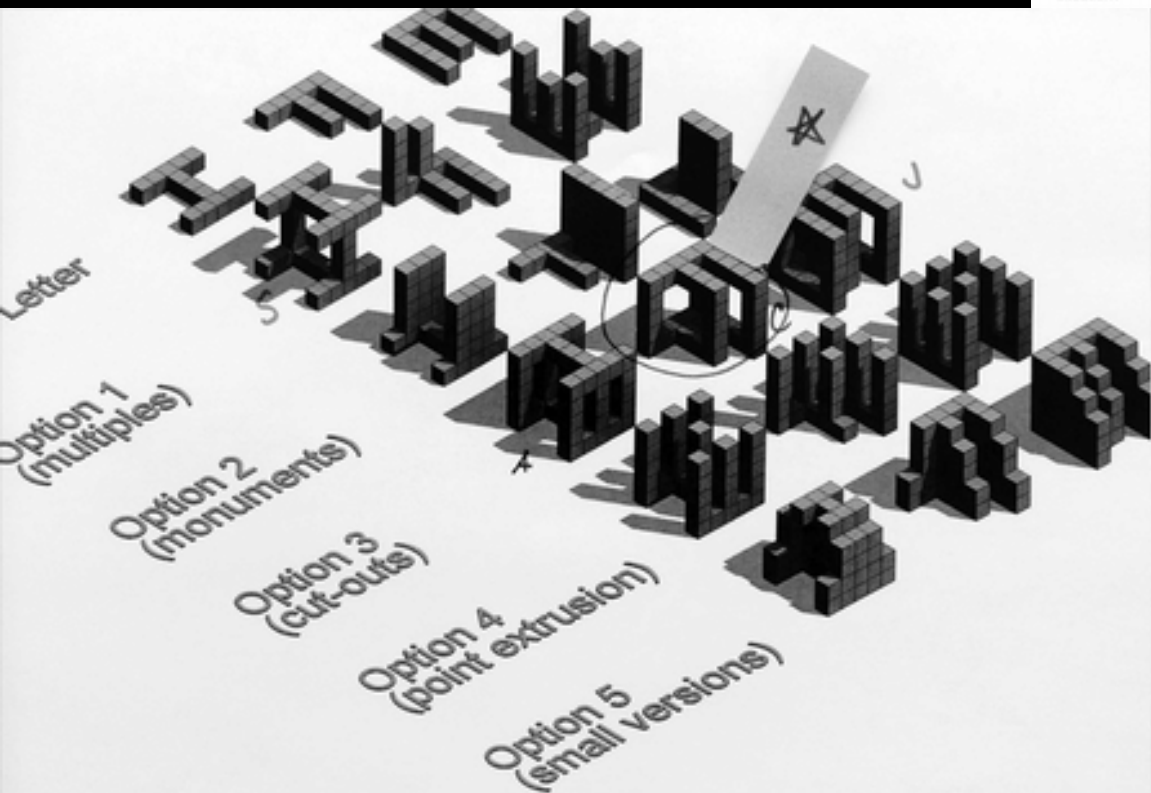 Letter
Option 1
(multiples)
Option 2
(monuments)
Option 3
(cut-outs)
Option 4
(point extrusion)
Option 5
(small versions)